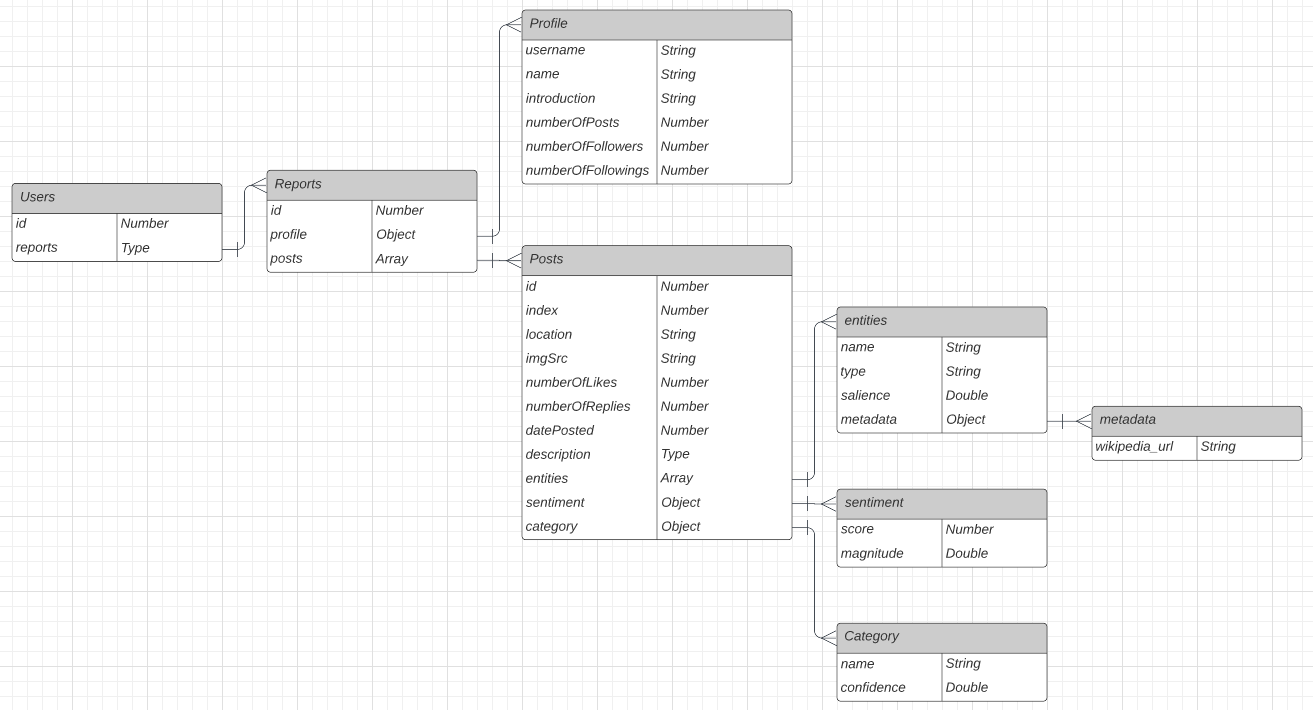 Users
id Number
reports Type
Reports
id Number
profile Object
posts Array
Profile
username String
name String
introduction String
numberOfPosts Number
numberOfFollowers Number
numberOfFollowings Number
Posts
id Number
index Number
location String
imgSrc String
numberOfLikes Number
numberOfReplies Number
datePosted Number
description Type
entities Array
sentiment Object
category Object
entities
name String
type String
salience Double
metadata Object
metadata
wikipedia_url String
sentiment
score Number
magnitude Double
Category
name String
confidence Double